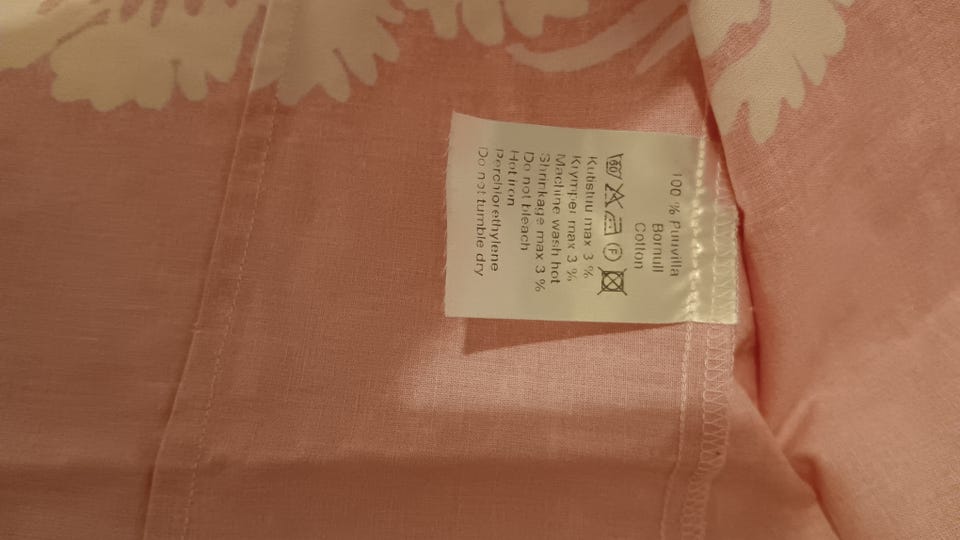 100 % Puuvilla
Bomull
Cotton
60 A F
Kutistuu max 3 %
Krymper max 3 %
Machine wash hot
Shrinkage max 3 %
Do not bleach
Hot iron
Perchlorethylene
Do not tumble dry